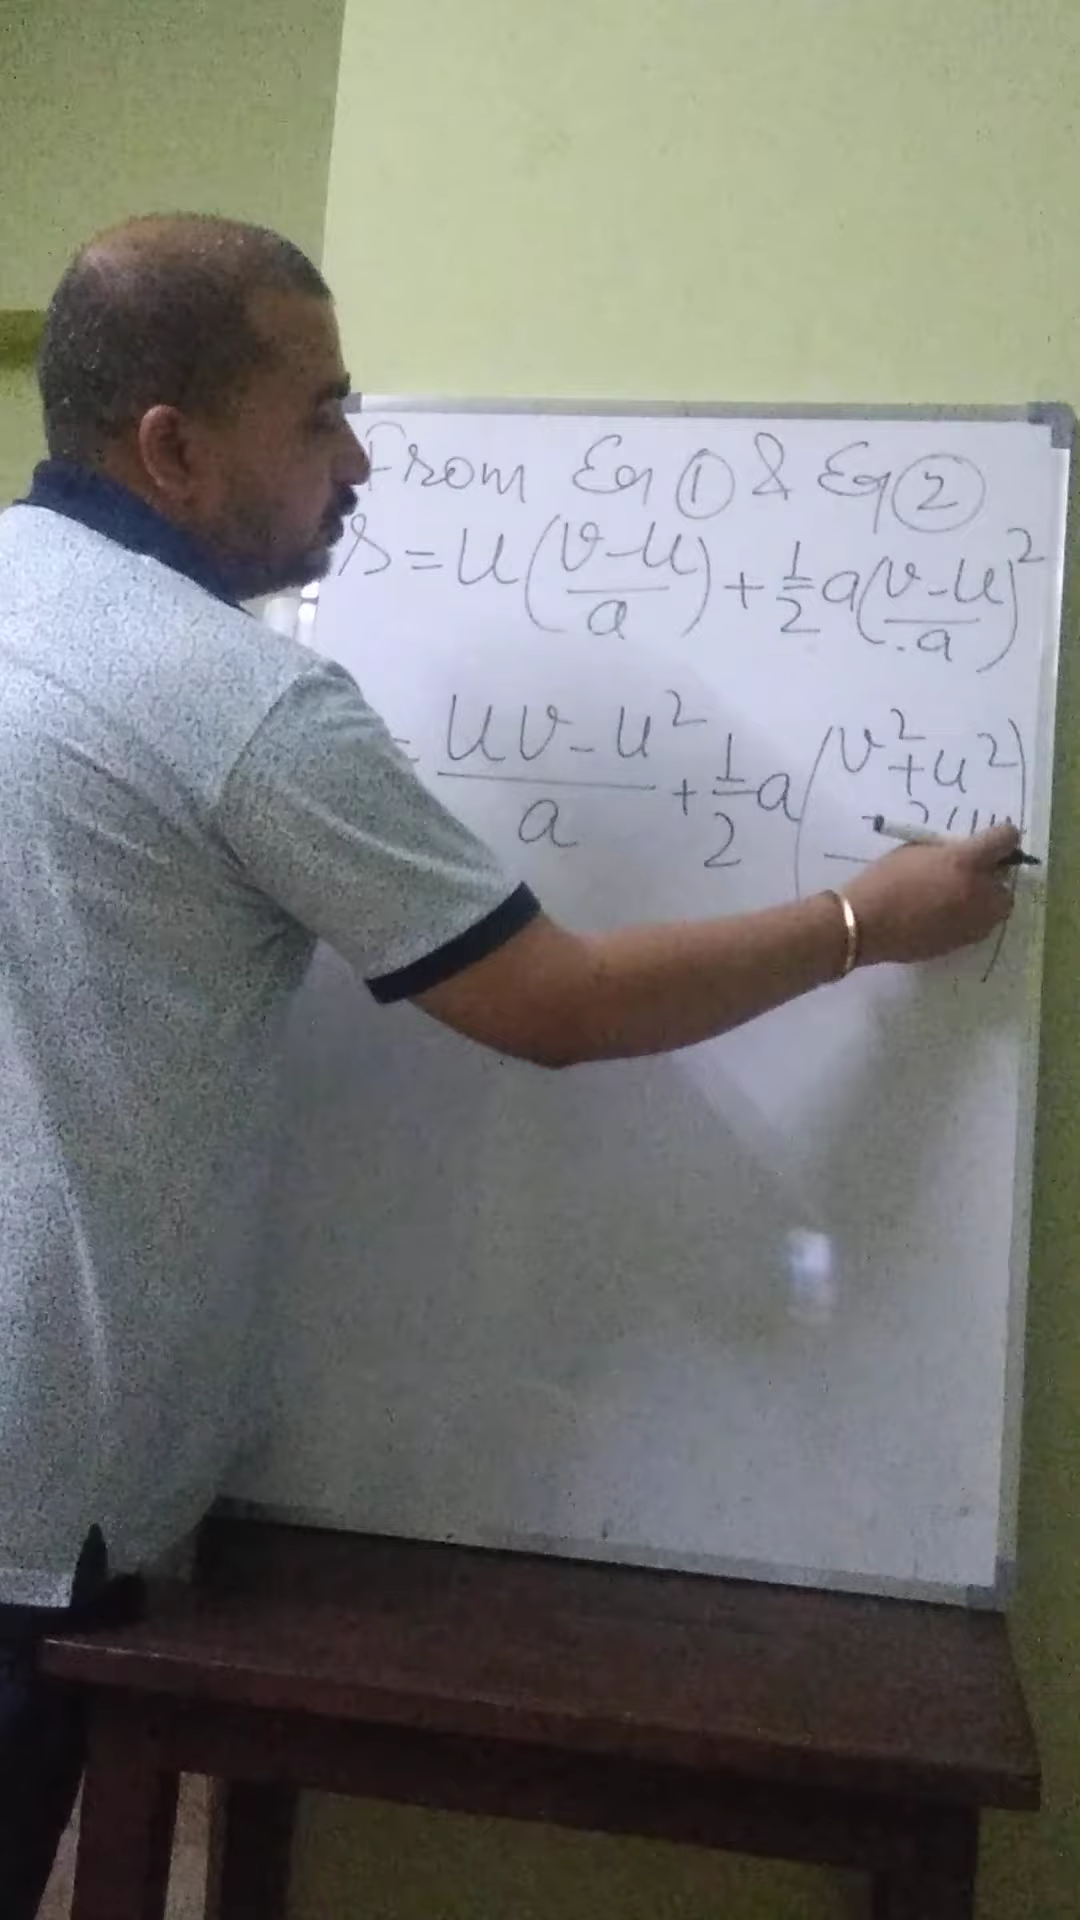 From Eq ① & Eq ②
S = u(v-u/a) + 1/2 a(v-u/a)²
= uv-u²/a + 1/2 a(v²+u²
-2uv